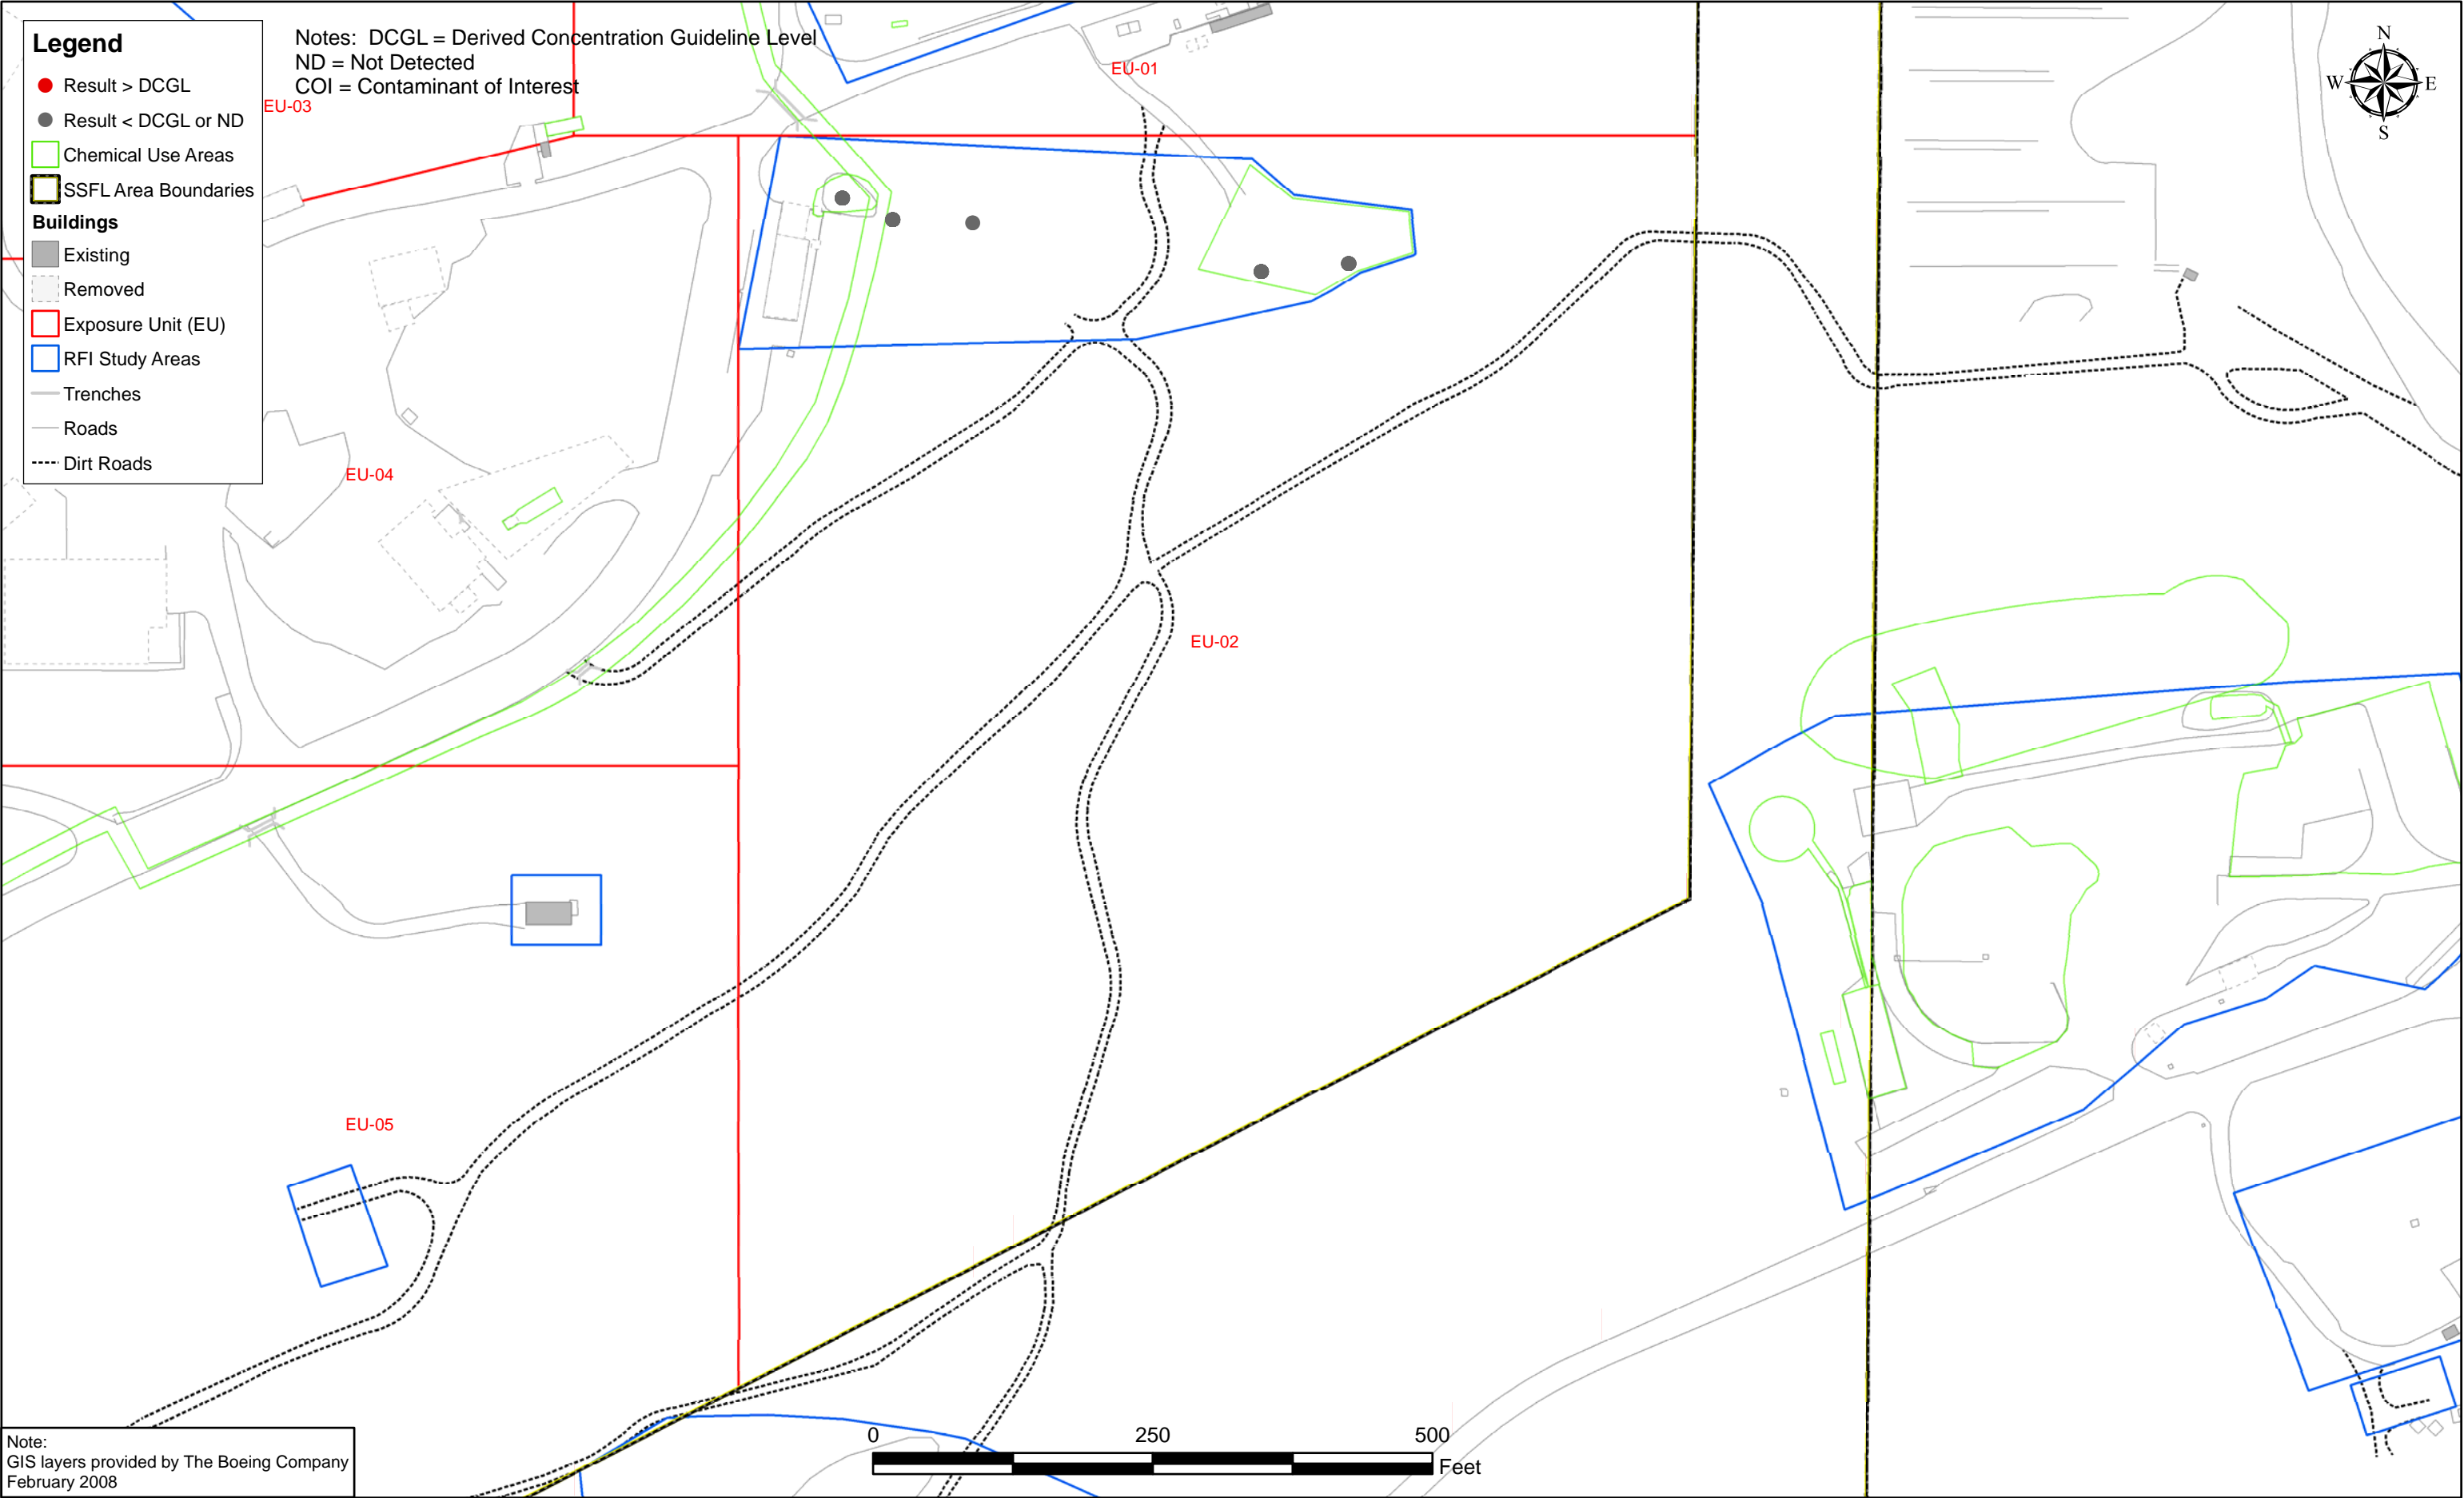 Legend
Result > DCGL
Result < DCGL or ND
Chemical Use Areas
SSFL Area Boundaries
Buildings
Existing
Removed
Exposure Unit (EU)
RFI Study Areas
Trenches
Roads
Dirt Roads
Notes:  DCGL = Derived Concentration Guideline Level
ND = Not Detected
COI = Contaminant of Interest
EU-01
EU-03
N
W
E
S
EU-04
EU-02
EU-05
0
250
500
Feet
Note:
GIS layers provided by The Boeing Company
February 2008